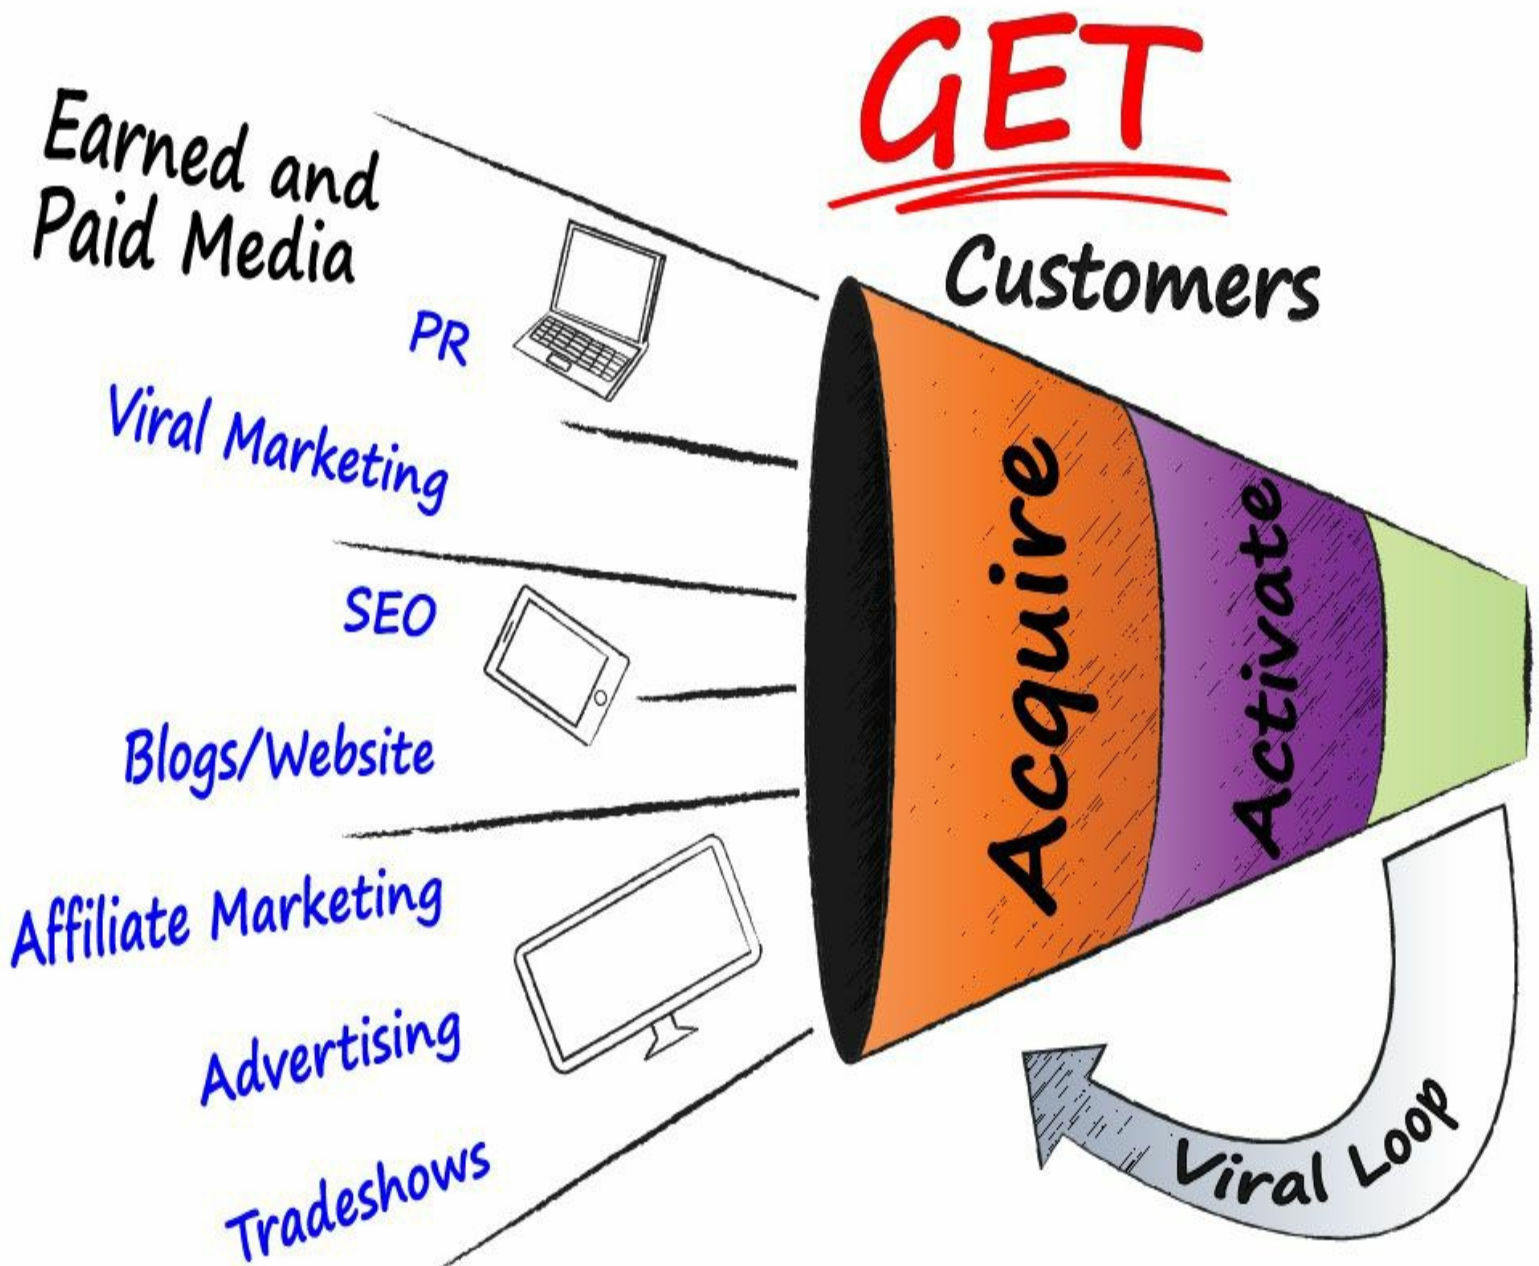 GET
Customers
Earned and
Paid Media
PR
Viral Marketing
SEO
Blogs/Website
Affiliate Marketing
Advertising
Tradeshows
Acquire
Activate
Viral Loop